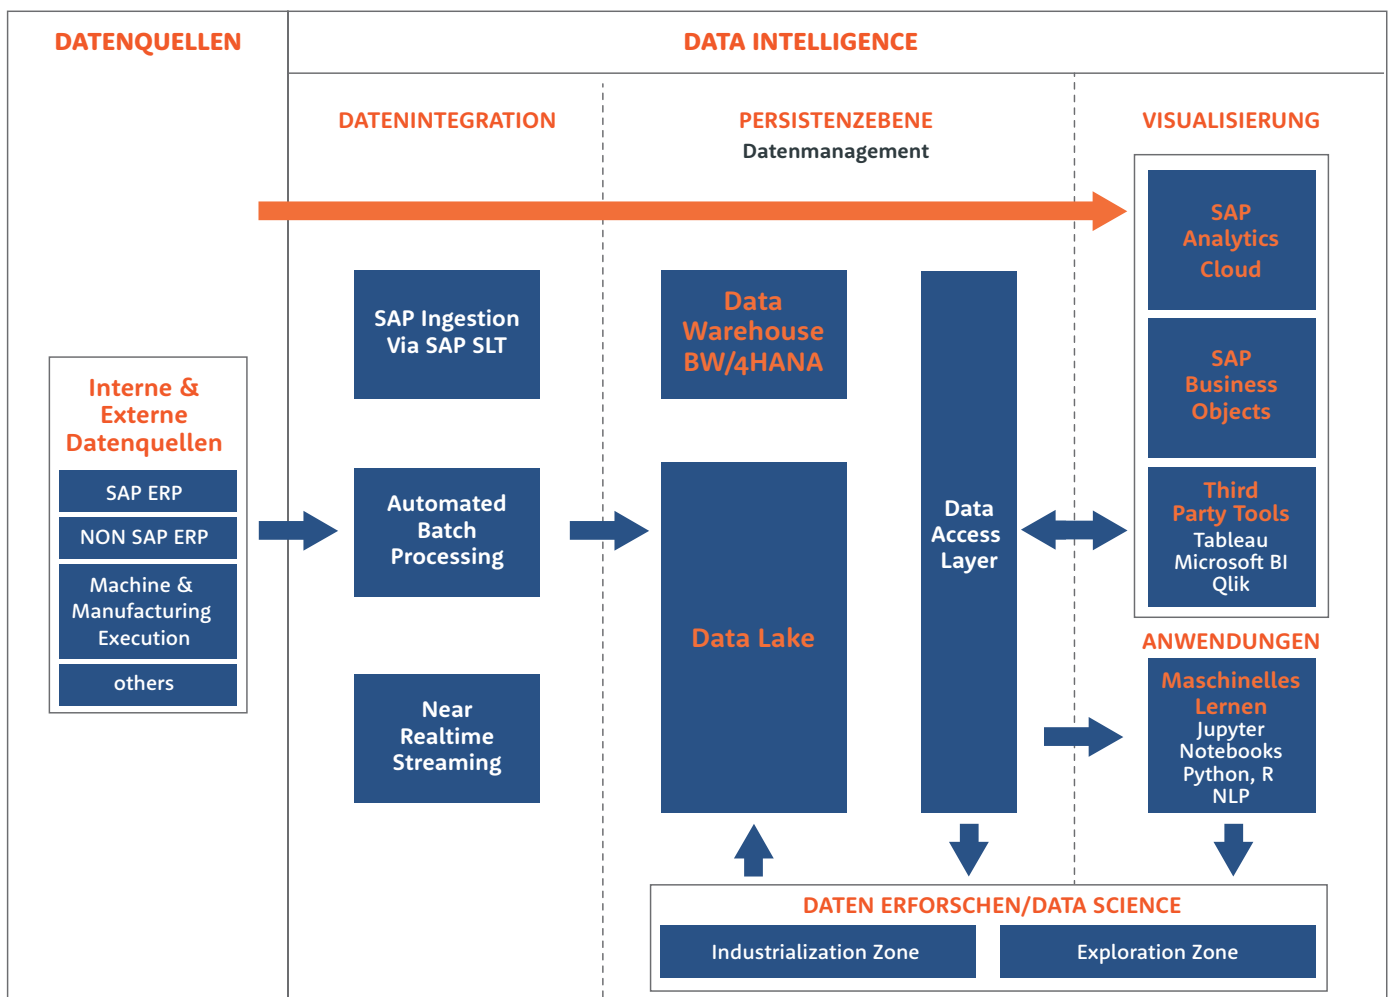 DATENQUELLEN
DATA INTELLIGENCE
DATENINTEGRATION
PERSISTENZEBENE
Datenmanagement
VISUALISIERUNG
Interne &
Externe
Datenquellen
SAP ERP
NON SAP ERP
Machine &
Manufacturing
Execution
others
SAP Ingestion
Via SAP SLT
Automated
Batch
Processing
Near
Realtime
Streaming
Data
Warehouse
BW/4HANA
Data Lake
Data
Access
Layer
SAP
Analytics
Cloud
SAP
Business
Objects
Third
Party Tools
Tableau
Microsoft BI
Qlik
ANWENDUNGEN
Maschinelles
Lernen
Jupyter
Notebooks
Python, R
NLP
DATEN ERFORSCHEN/DATA SCIENCE
Industrialization Zone
Exploration Zone